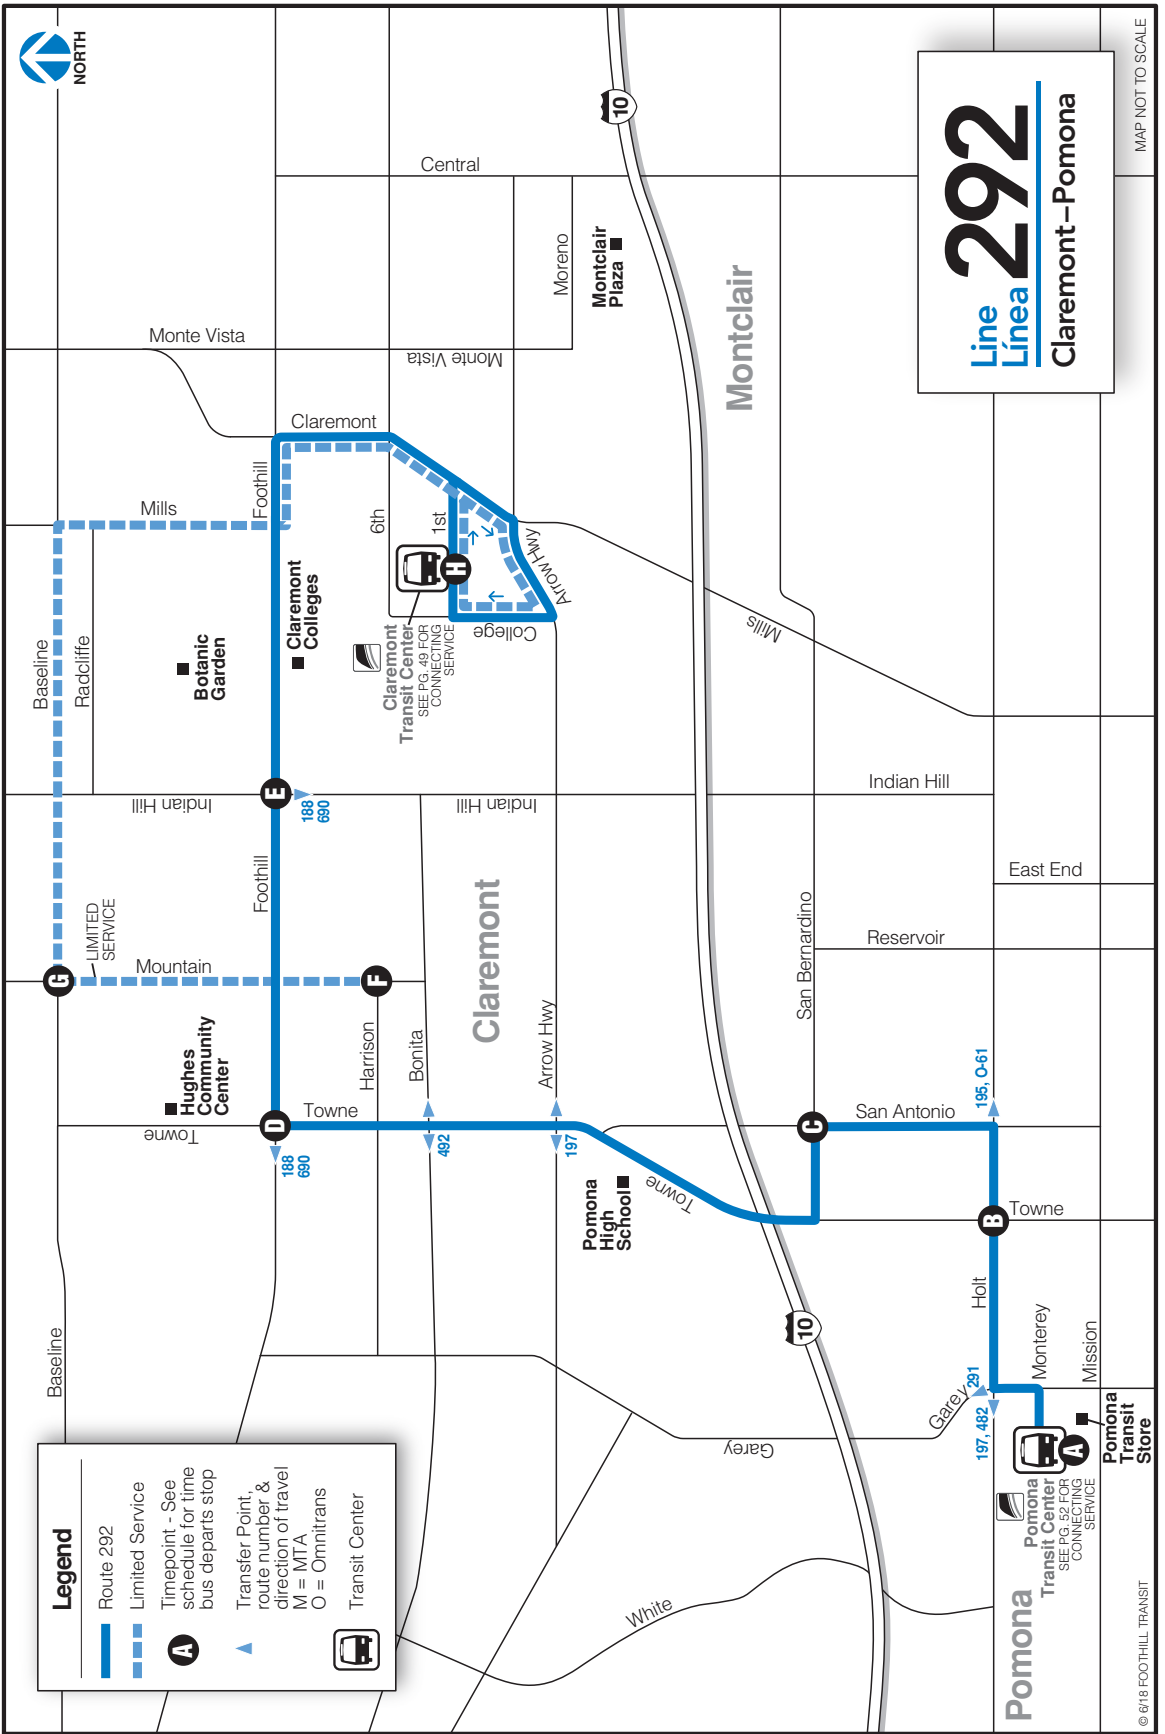 NORTH
Line
Línea
292
Claremont–Pomona
MAP NOT TO SCALE
Legend
Route 292
Limited Service
A
Timepoint - See
schedule for time
bus departs stop
Transfer Point,
route number &
direction of travel
M = MTA
O = Omnitrans
Transit Center
Baseline
Baseline
Radcliffe
Mills
Monte Vista
Monte Vista
Central
Moreno
Montclair
Plaza
10
Montclair
Claremont
Foothill
6th
1st
H
Arrow Hwy
College
Claremont
Transit Center
SEE PG. 49 FOR
CONNECTING
SERVICE
Claremont
Colleges
Botanic
Garden
Mills
Indian Hill
Indian Hill
Indian Hill
E
188
690
Foothill
G
LIMITED
SERVICE
Mountain
F
Harrison
Bonita
Claremont
Arrow Hwy
San Bernardino
East End
Reservoir
Hughes
Community
Center
Towne
D
Towne
188
690
492
197
Pomona
High
School
Towne
C
San Antonio
195, O-61
B
Towne
Holt
10
Garey
Garey
291
197, 482
Monterey
Mission
A
Pomona
Transit
Store
Pomona
Transit Center
SEE PG. 52 FOR
CONNECTING
SERVICE
White
Pomona
© 6/18 FOOTHILL TRANSIT